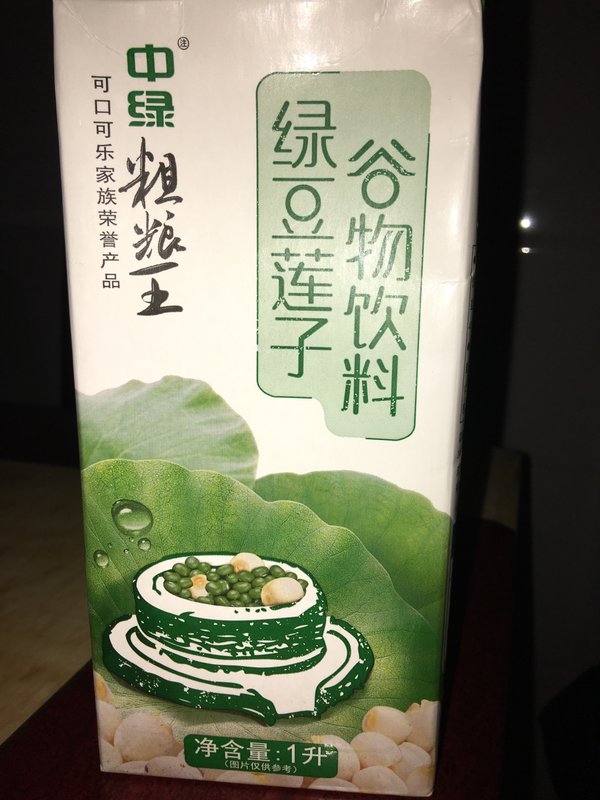 中绿
注
粗粮王
可口可乐家族荣誉产品
绿豆莲子
谷物饮料
净含量:1升
(图片仅供参考)